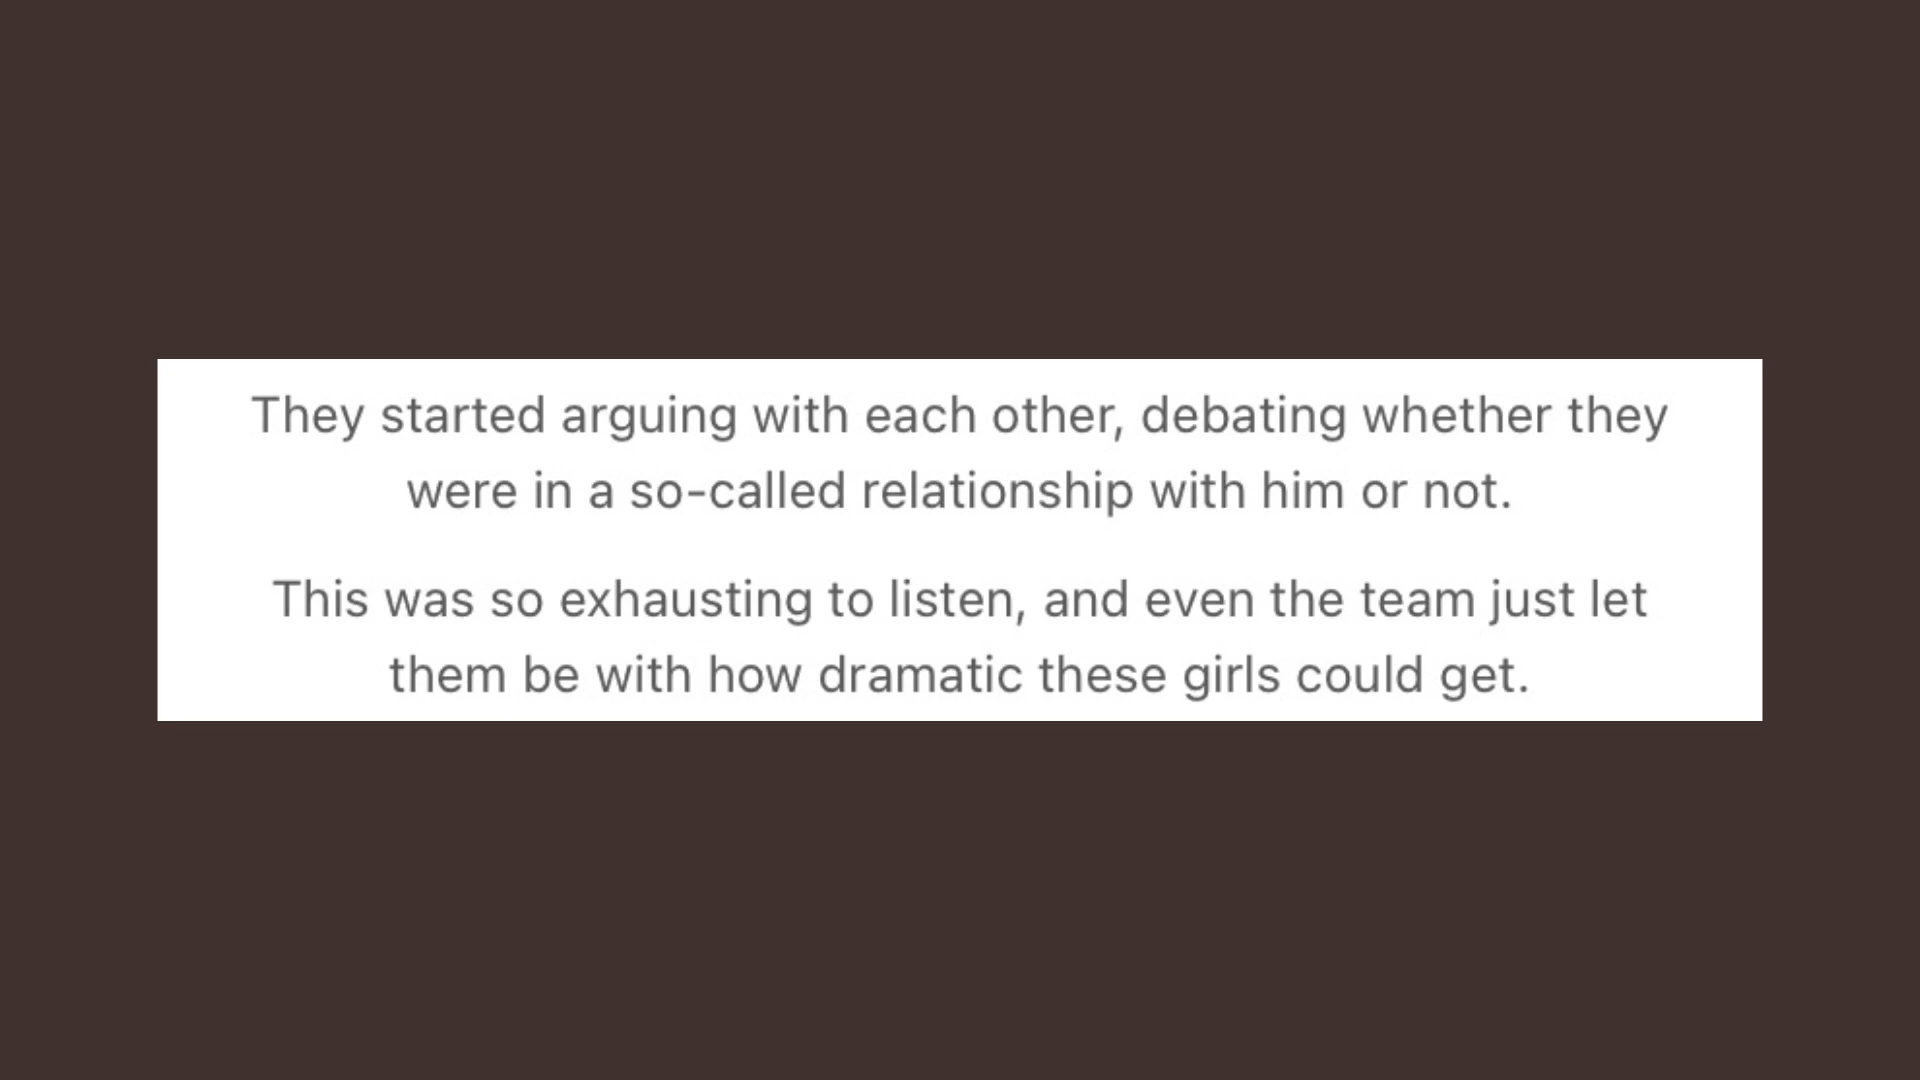 They started arguing with each other, debating whether they
were in a so-called relationship with him or not.
This was so exhausting to listen, and even the team just let
them be with how dramatic these girls could get.